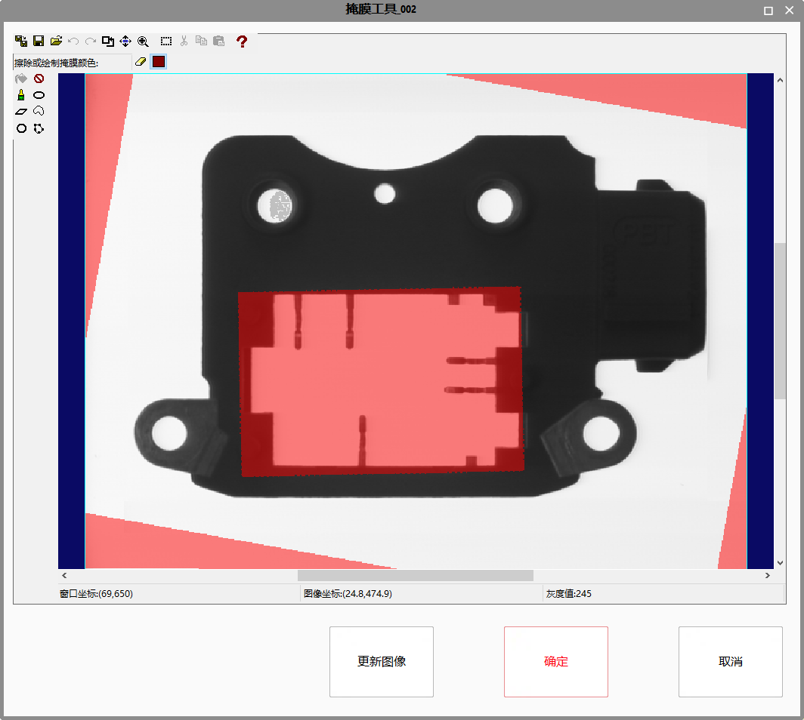 掩膜工具_002
擦除或绘制掩膜颜色:
窗口坐标:(69,650)
图像坐标:(24.8,474.9)
灰度值:245
更新图像
确定
取消